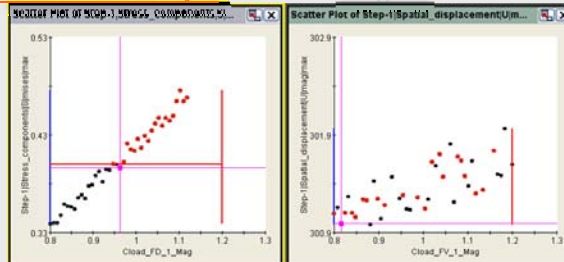 Scatter Plot of Step-1|Stress_components|S|...
Scatter Plot of Step-1|Spatial_displacement|U|m...
0.53
0.43
0.33
0.8 0.9 1 1.1 1.2 1.3
Step-1|Stress_components|S|mises|max
Cload_FD_1_Mag
302.9
301.9
300.9
0.8 0.9 1 1.1 1.2 1.3
Step-1|Spatial_displacement|U|mag|max
Cload_FV_1_Mag